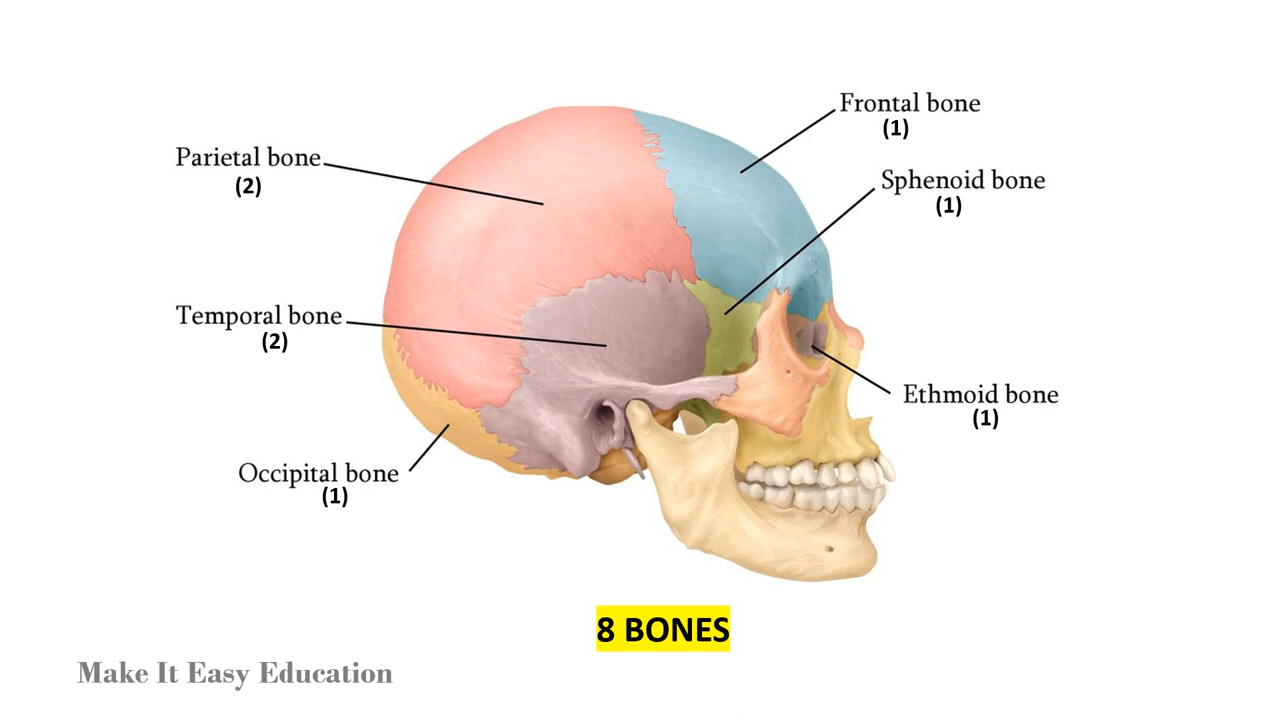 Frontal bone
(1)
Parietal bone
(2)
Sphenoid bone
(1)
Temporal bone
(2)
Ethmoid bone
(1)
Occipital bone
(1)
8 BONES
Make It Easy Education